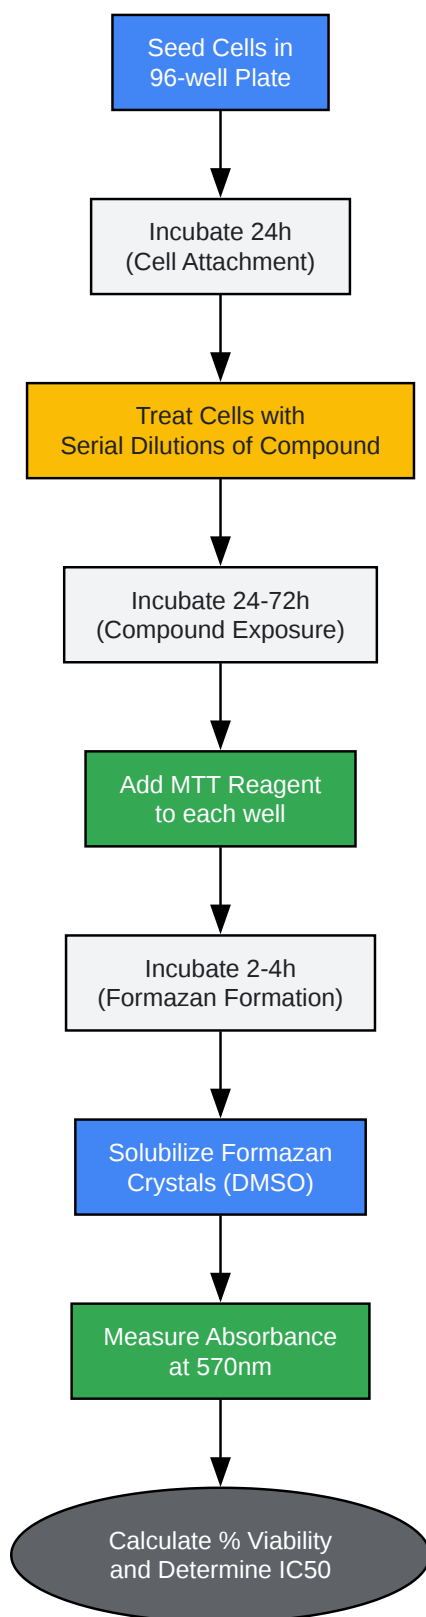 Seed Cells in
96-well Plate
Incubate 24h
(Cell Attachment)
Treat Cells with
Serial Dilutions of Compound
Incubate 24-72h
(Compound Exposure)
Add MTT Reagent
to each well
Incubate 2-4h
(Formazan Formation)
Solubilize Formazan
Crystals (DMSO)
Measure Absorbance
at 570nm
Calculate % Viability
and Determine IC50